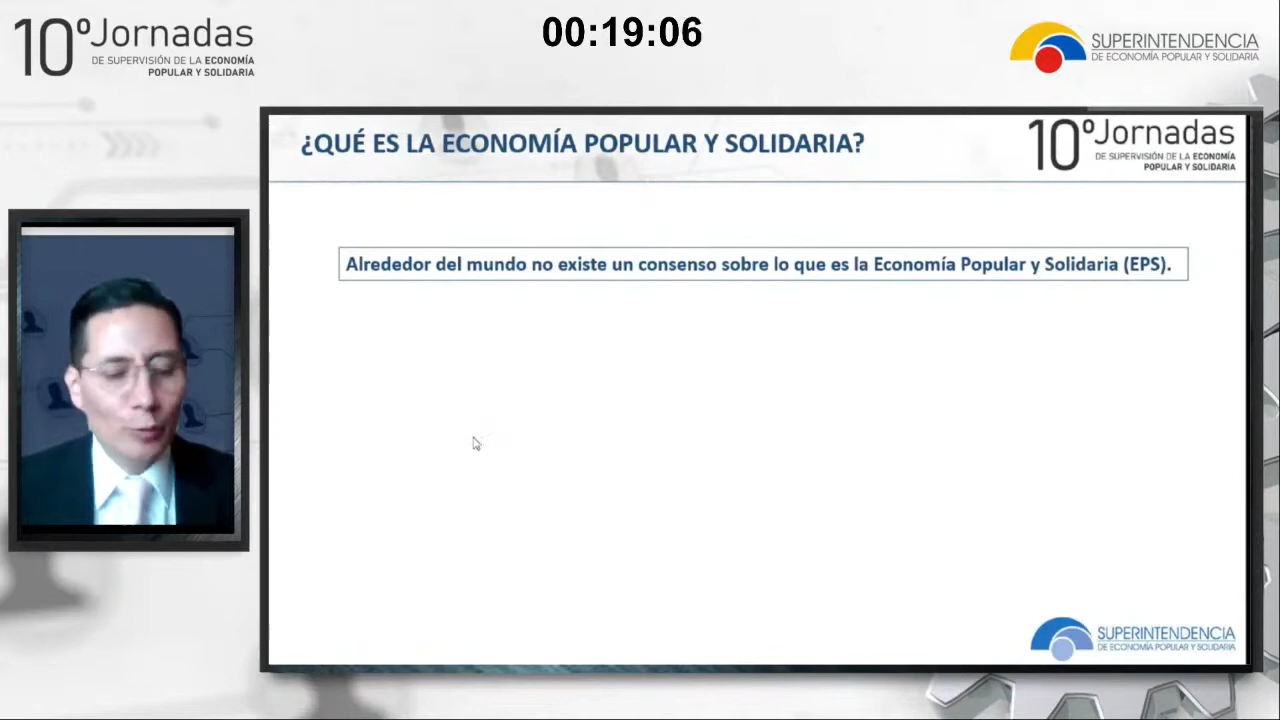 10º Jornadas
DE SUPERVISIÓN DE LA ECONOMÍA
POPULAR Y SOLIDARIA
00:19:06
SUPERINTENDENCIA
DE ECONOMÍA POPULAR Y SOLIDARIA
¿QUÉ ES LA ECONOMÍA POPULAR Y SOLIDARIA?
10º Jornadas
DE SUPERVISIÓN DE LA ECONOMÍA
POPULAR Y SOLIDARIA
Alrededor del mundo no existe un consenso sobre lo que es la Economía Popular y Solidaria (EPS).
SUPERINTENDENCIA
DE ECONOMÍA POPULAR Y SOLIDARIA